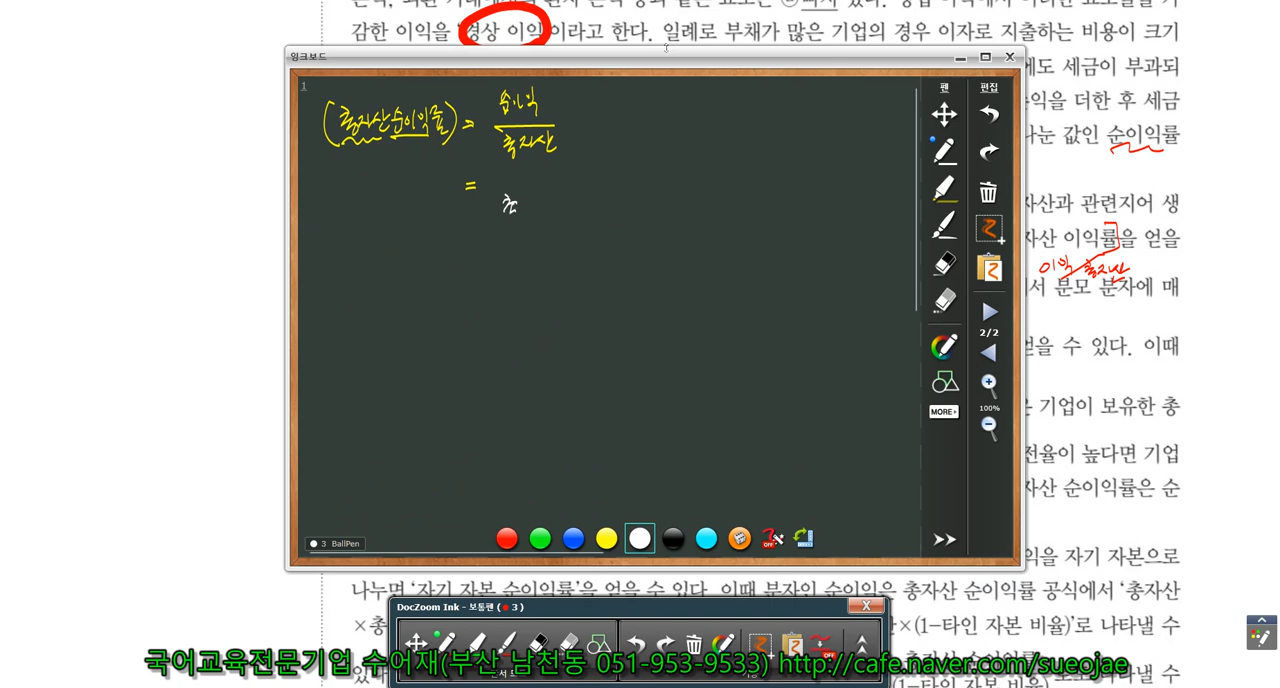 감한 이익을 '경상 이익'이라고 한다. 일례로 부채가 많은 기업의 경우 이자로 지출하는 비용이 크기
잉크보드
에도 세금이 부과되
익을 더한 후 세금
나눈 값인 순이익률
1
(총자산순이익률) = 순이익
총자산
=
펜
편집
2/2
100%
MORE
자산과 관련지어 생
자산 이익률을 얻을
이익 총자산
서 분모 분자에 매
얻을 수 있다. 이때
기업이 보유한 총
전율이 높다면 기업
자산 순이익률은 순
3 BallPen
OFF
익을 자기 자본으로
나누면 '자기 자본 순이익률'을 얻을 수 있다. 이때 분자인 순이익은 총자산 순이익률 공식에서 '총자산
DocZoom Ink - 보통펜 ( 3 )
×(1-타인 자본 비율)'로 나타낼 수
OFF
국어교육전문기업 수어재(부산 남천동 051-953-9533) http://cafe.naver.com/sueojae